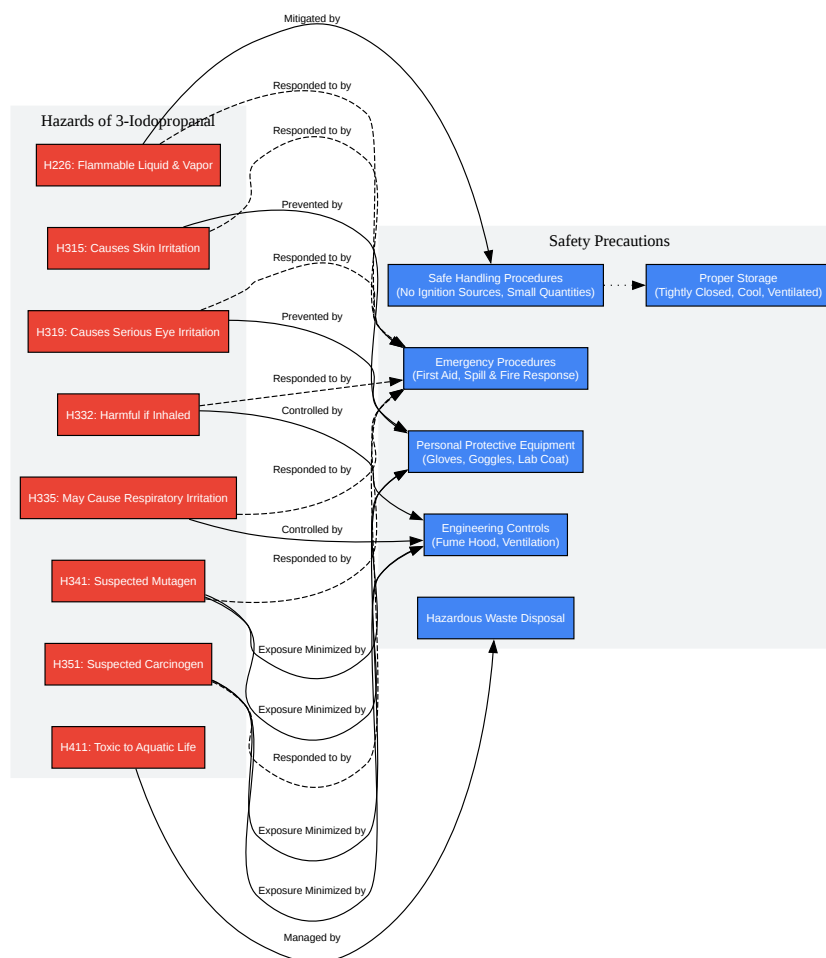 Mitigated by
Responded to by
Hazards of 3-Iodopropanal
Responded to by
H226: Flammable Liquid & Vapor
Prevented by
H315: Causes Skin Irritation
Safety Precautions
Responded to by
Safe Handling Procedures
(No Ignition Sources, Small Quantities)
Proper Storage
(Tightly Closed, Cool, Ventilated)
Prevented by
H319: Causes Serious Eye Irritation
Emergency Procedures
(First Aid, Spill & Fire Response)
Responded to by
H332: Harmful if Inhaled
Controlled by
Personal Protective Equipment
(Gloves, Goggles, Lab Coat)
Responded to by
H335: May Cause Respiratory Irritation
Controlled by
Engineering Controls
(Fume Hood, Ventilation)
Responded to by
H341: Suspected Mutagen
Hazardous Waste Disposal
Exposure Minimized by
H351: Suspected Carcinogen
Exposure Minimized by
H411: Toxic to Aquatic Life
Responded to by
Exposure Minimized by
Exposure Minimized by
Managed by